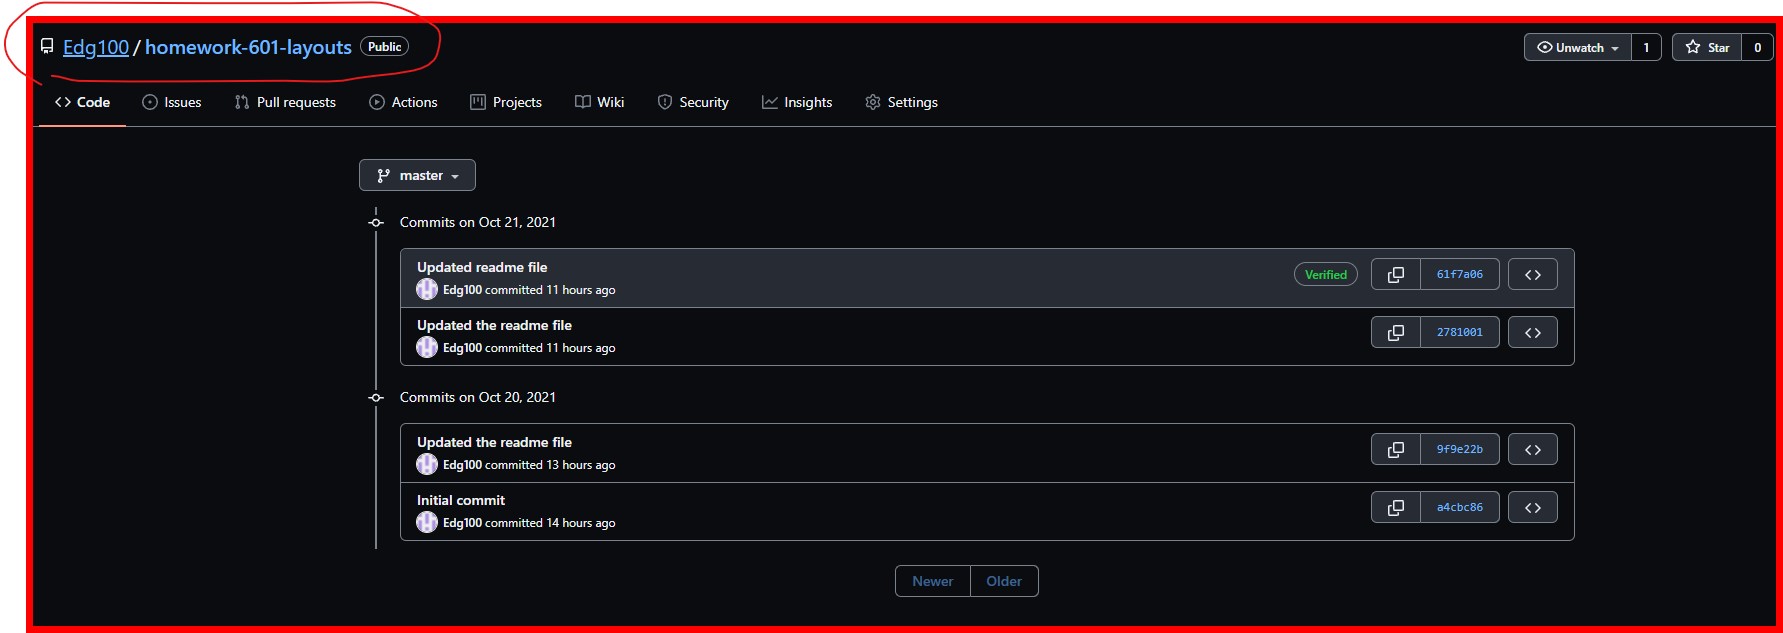 Edg100 / homework-601-layouts Public
Unwatch 1 Star 0
Code Issues Pull requests Actions Projects Wiki Security Insights Settings
master
Commits on Oct 21, 2021
Updated readme file
Edg100 committed 11 hours ago
Verified 61f7a06
Updated the readme file
Edg100 committed 11 hours ago
2781001
Commits on Oct 20, 2021
Updated the readme file
Edg100 committed 13 hours ago
9f9e22b
Initial commit
Edg100 committed 14 hours ago
a4cbc86
Newer Older